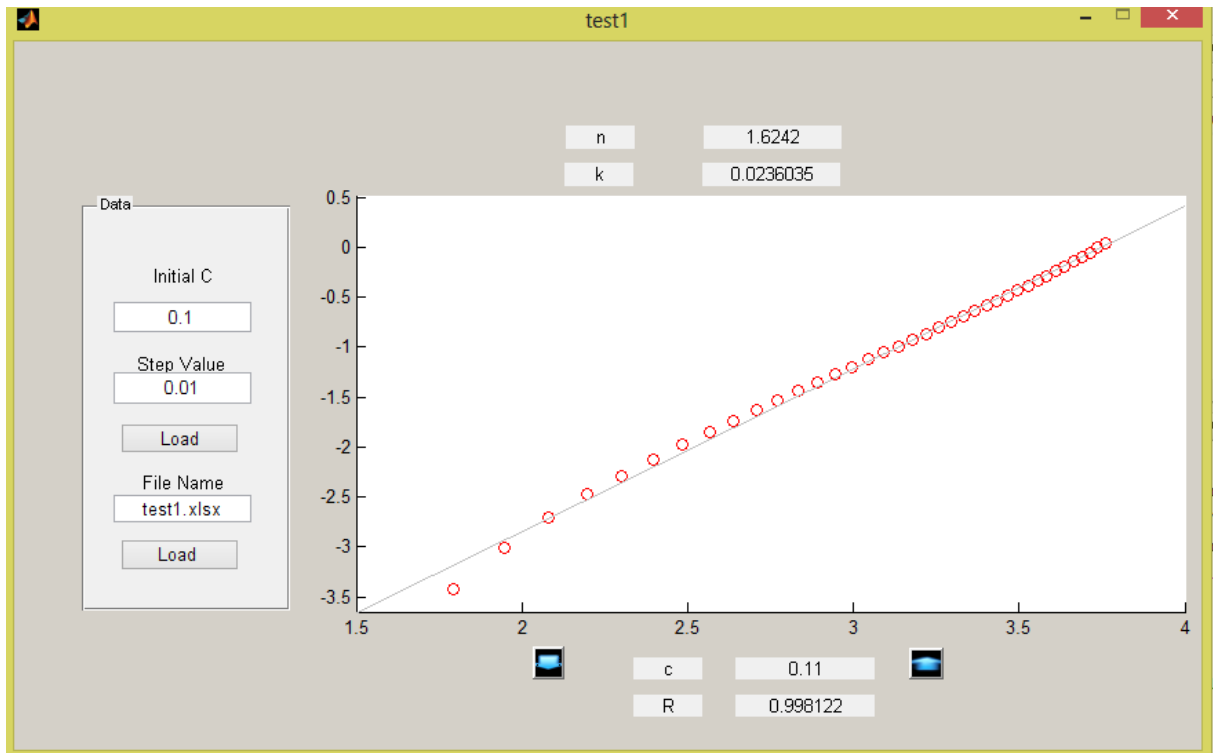 test1
n 1.6242
k 0.0236035
Data
Initial C
0.1
Step Value
0.01
Load
File Name
test1.xlsx
Load
0.5
0
-0.5
-1
-1.5
-2
-2.5
-3
-3.5
1.5 2 2.5 3 3.5 4
c 0.11
R 0.998122